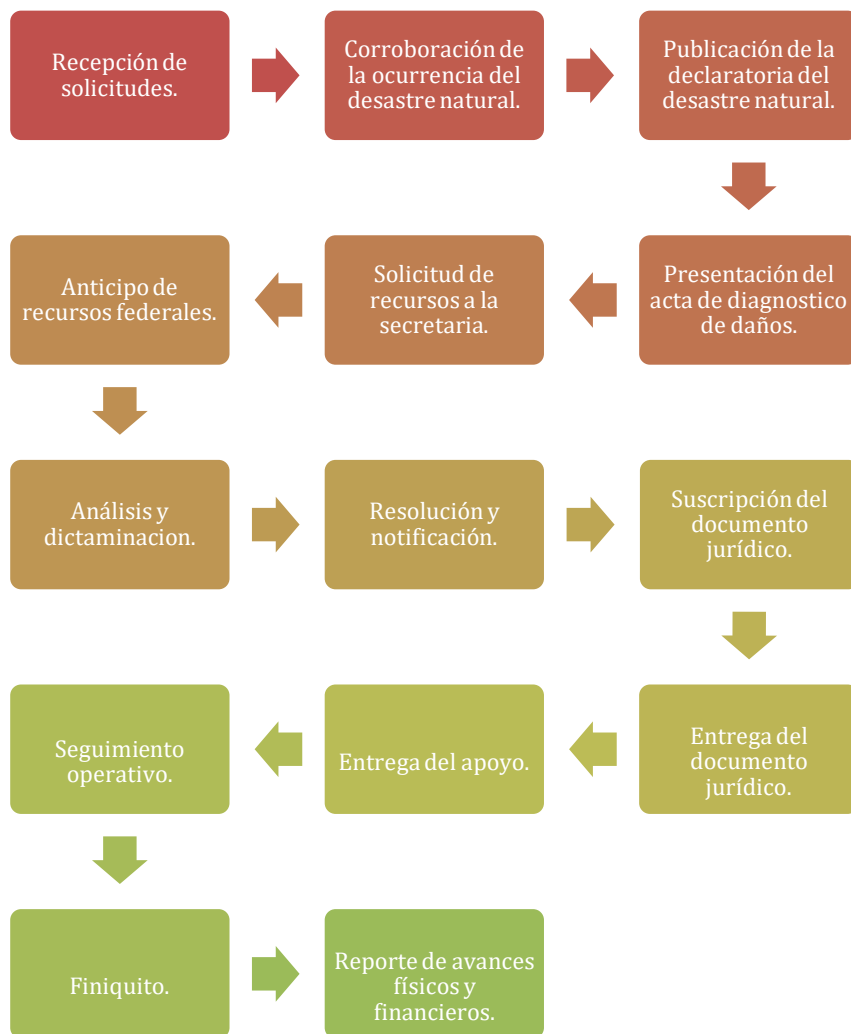 Recepción de
solicitudes.
Corroboración de
la ocurrencia del
desastre natural.
Publicación de la
declaratoria del
desastre natural.
Presentación del
acta de diagnostico
de daños.
Solicitud de
recursos a la
secretaria.
Anticipo de
recursos federales.
Análisis y
dictaminacion.
Resolución y
notificación.
Suscripción del
documento
jurídico.
Entrega del
documento
jurídico.
Entrega del apoyo.
Seguimiento
operativo.
Finiquito.
Reporte de avances
físicos y
financieros.